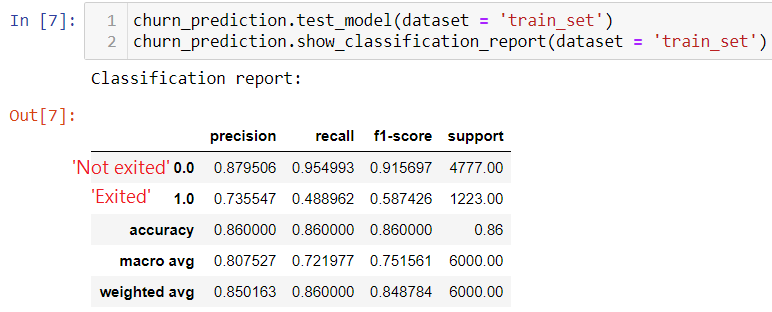 In [7]: 1 churn_prediction.test_model(dataset = 'train_set')
2 churn_prediction.show_classification_report(dataset = 'train_set')
Classification report:
Out[7]:
precision recall f1-score support
'Not exited' 0.0 0.879506 0.954993 0.915697 4777.00
'Exited' 1.0 0.735547 0.488962 0.587426 1223.00
accuracy 0.860000 0.860000 0.860000 0.86
macro avg 0.807527 0.721977 0.751561 6000.00
weighted avg 0.850163 0.860000 0.848784 6000.00